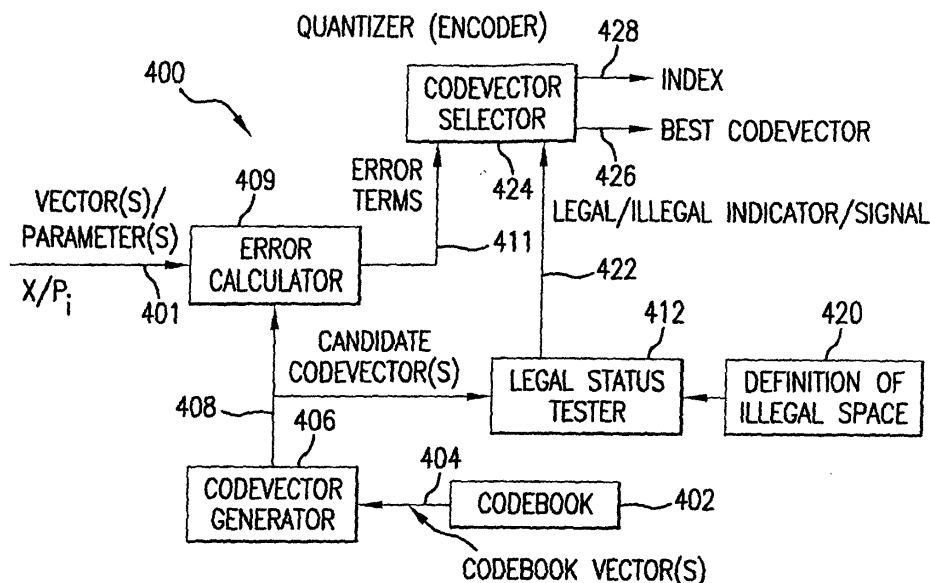 QUANTIZER (ENCODER)
428
400
CODEVECTOR
SELECTOR
INDEX
BEST CODEVECTOR
426
424
ERROR
TERMS
409
VECTOR(S)/
PARAMETER(S)
LEGAL/ILLEGAL INDICATOR/SIGNAL
ERROR
CALCULATOR
411
422
X/Pi
401
412
420
CANDIDATE
CODEVECTOR(S)
LEGAL STATUS
TESTER
DEFINITION OF
ILLEGAL SPACE
408
406
404
CODEVECTOR
GENERATOR
CODEBOOK
402
CODEBOOK VECTOR(S)